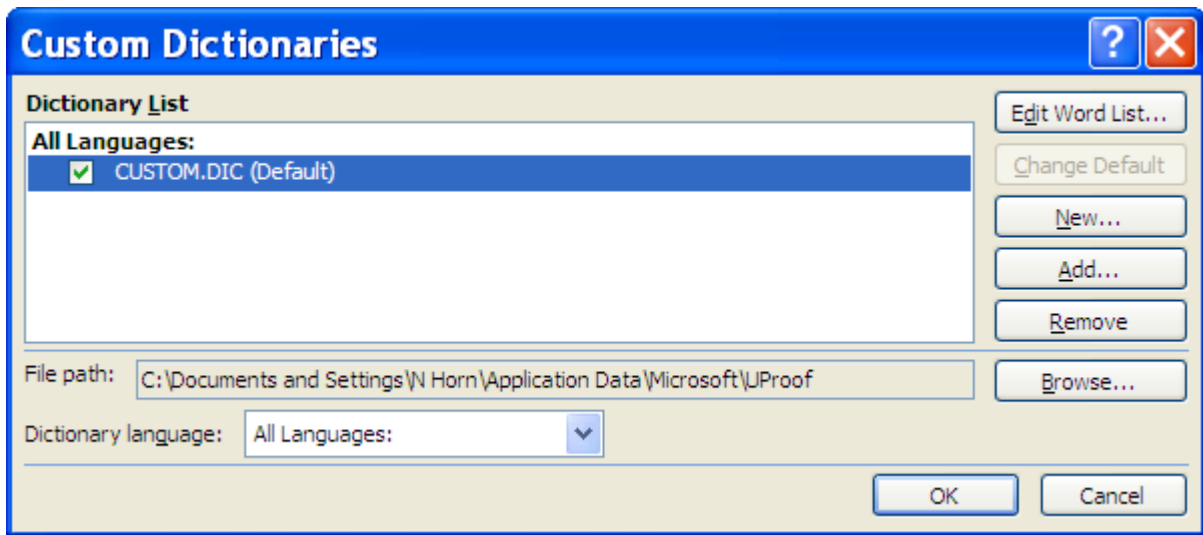 Custom Dictionaries
Dictionary List
All Languages:
CUSTOM.DIC (Default)
Edit Word List...
Change Default
New...
Add...
Remove
File path: C:\Documents and Settings\N Horn\Application Data\Microsoft\UProof Browse...
Dictionary language: All Languages:
OK Cancel